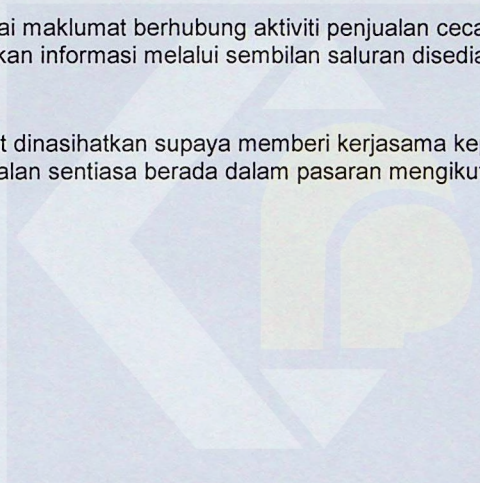 ai maklumat berhubung aktiviti penjualan ceca
kan informasi melalui sembilan saluran disedia
t dinasihatkan supaya memberi kerjasama ke
alan sentiasa berada dalam pasaran mengiku